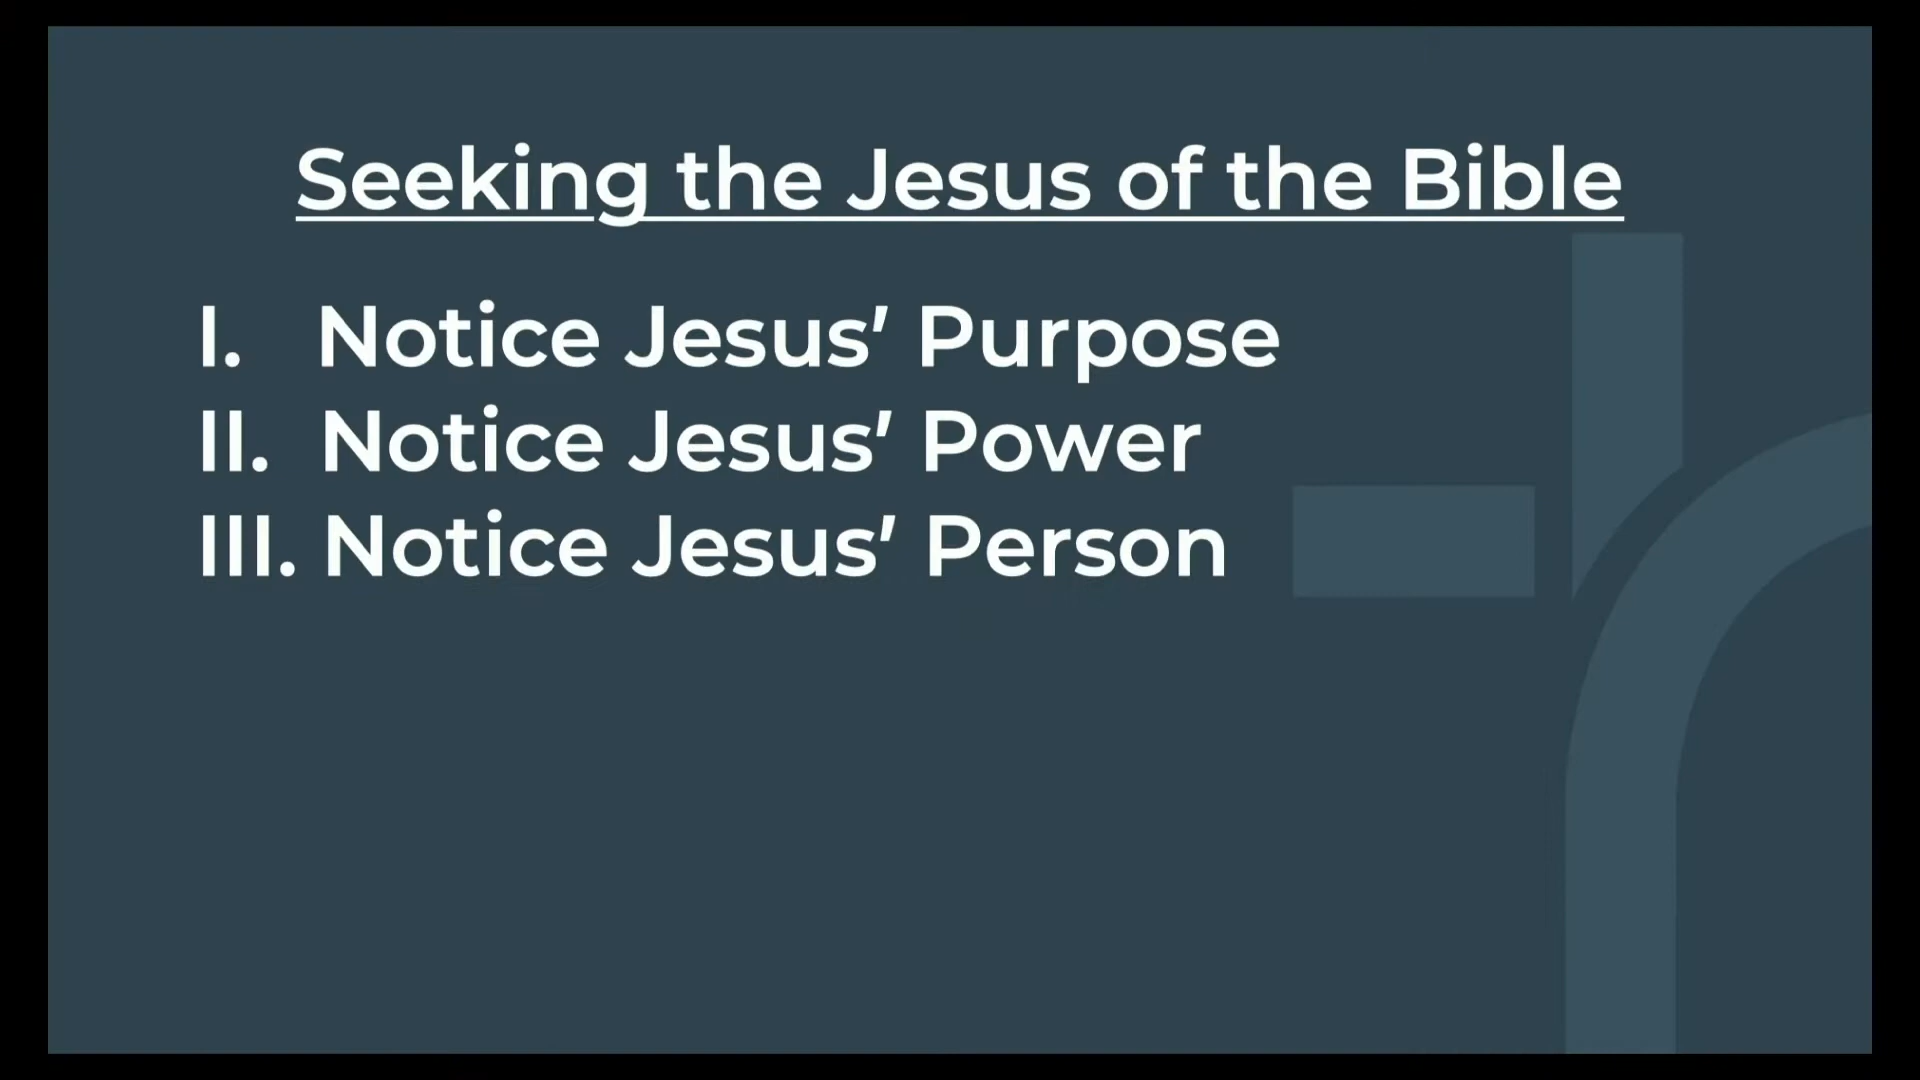 Seeking the Jesus of the Bible
I. Notice Jesus’ Purpose
II. Notice Jesus’ Power
III. Notice Jesus’ Person